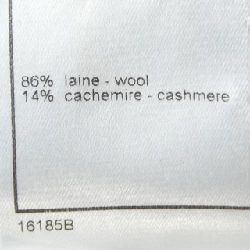 86% laine - wool
14% cachemire - cashmere
16185B